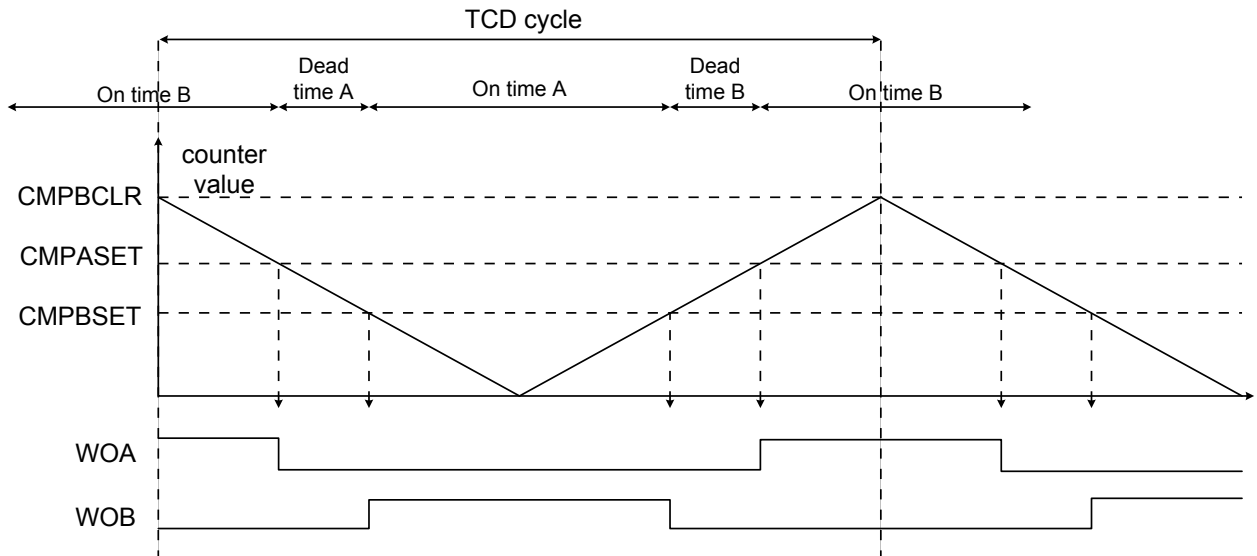 TCD cycle
Dead
time A
Dead
time B
On time B
On time A
On time B
counter
value
CMPBCLR
CMPASET
CMPBSET
WOA
WOB